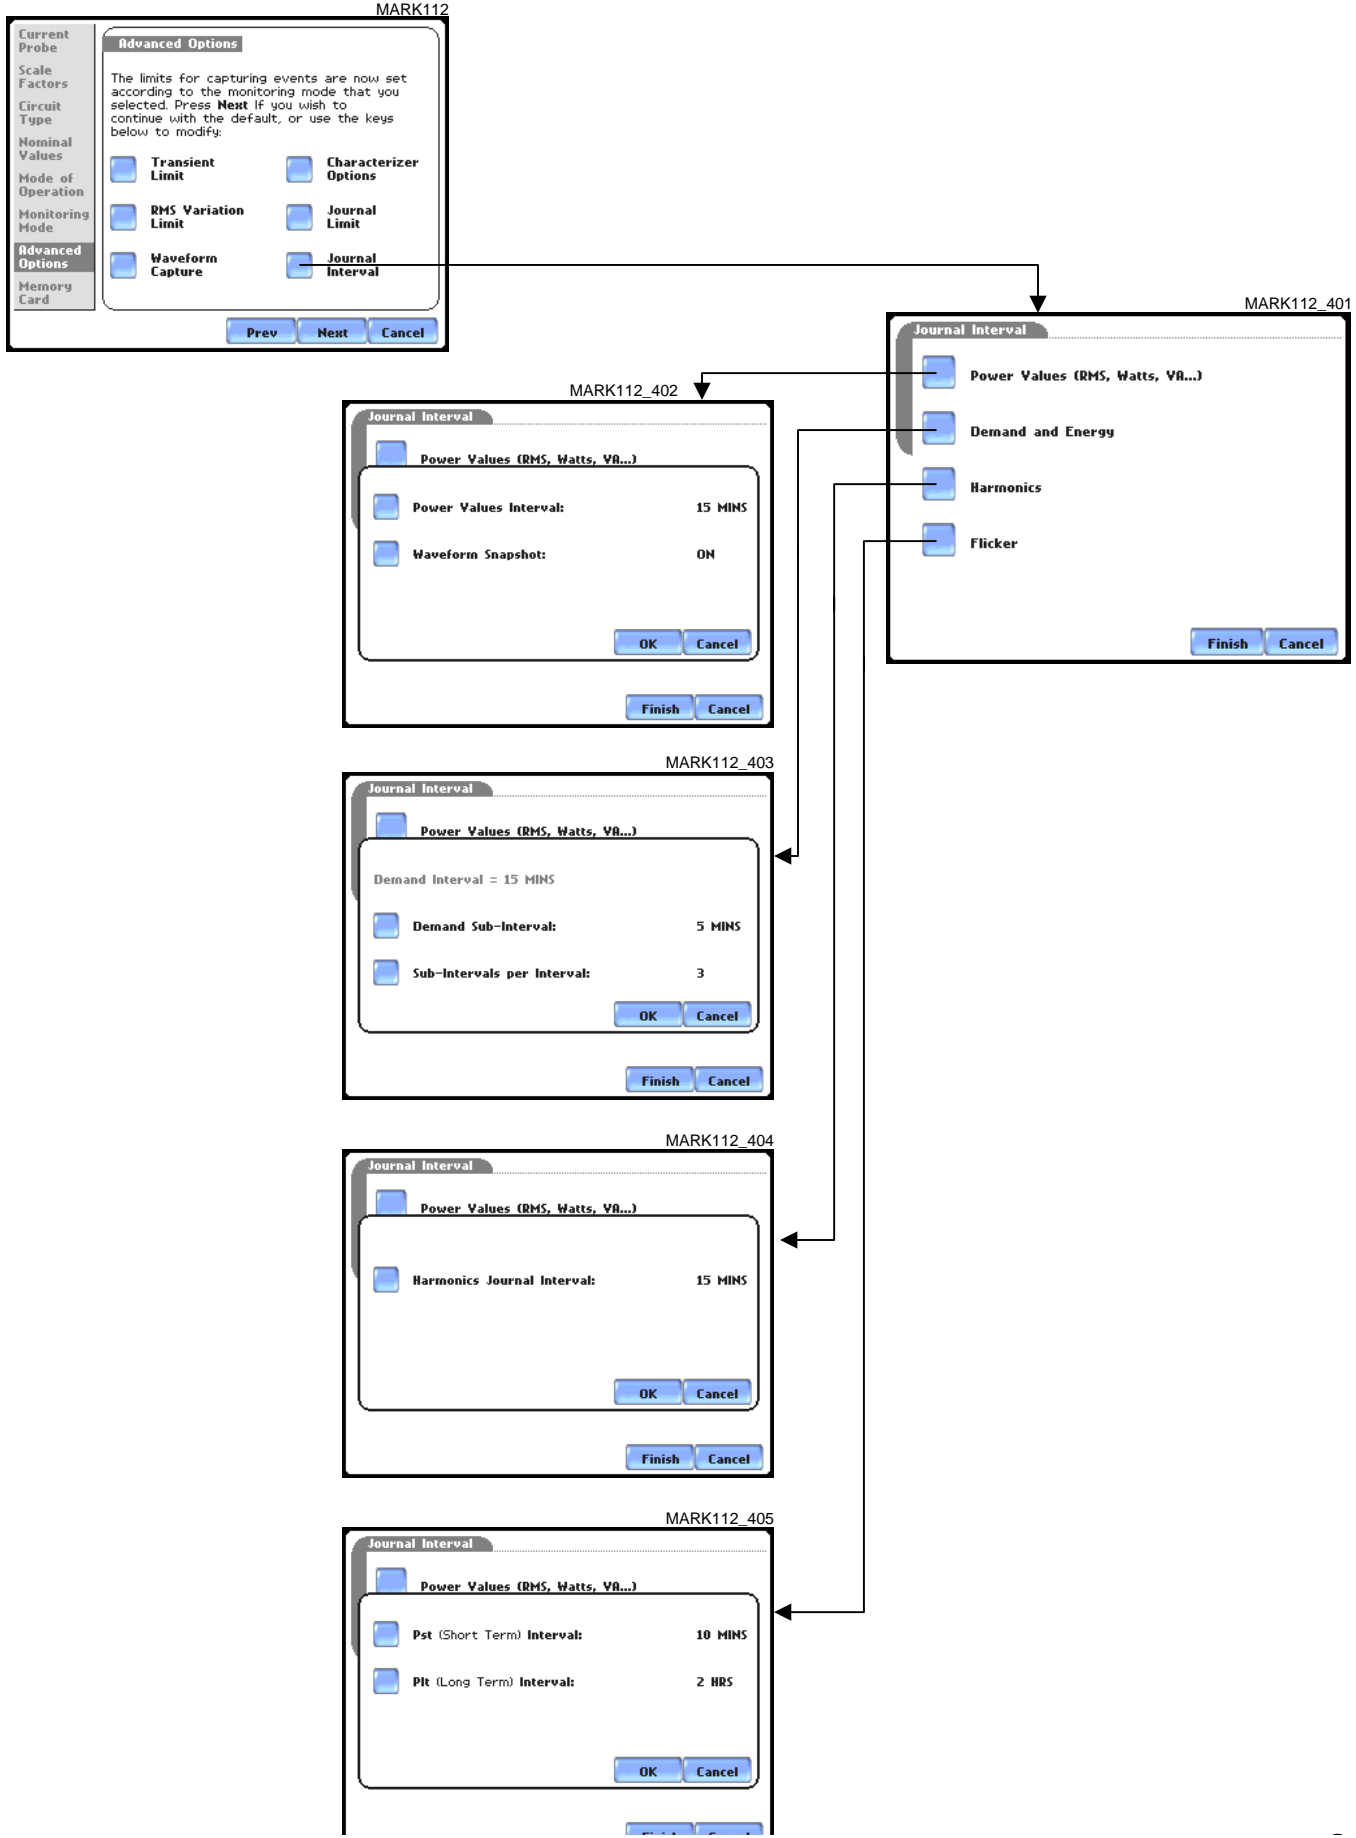 MARK112
Current
Probe
Scale
Factors
Circuit
Type
Nominal
Values
Mode of
Operation
Monitoring
Mode
Advanced
Options
Memory
Card
Advanced Options
The limits for capturing events are now set
according to the monitoring mode that you
selected. Press Next If you wish to
continue with the default, or use the keys
below to modify:
Transient
Limit
Characterizer
Options
RMS Variation
Limit
Journal
Limit
Waveform
Capture
Journal
Interval
Prev Next Cancel
MARK112_401
Journal Interval
Power Values (RMS, Watts, VA...)
Demand and Energy
Harmonics
Flicker
Finish Cancel
MARK112_402
Journal Interval
Power Values (RMS, Watts, VA...)
Power Values Interval: 15 MINS
Waveform Snapshot: ON
OK Cancel
Finish Cancel
MARK112_403
Journal Interval
Power Values (RMS, Watts, VA...)
Demand Interval = 15 MINS
Demand Sub-Interval: 5 MINS
Sub-Intervals per Interval: 3
OK Cancel
Finish Cancel
MARK112_404
Journal Interval
Power Values (RMS, Watts, VA...)
Harmonics Journal Interval: 15 MINS
OK Cancel
Finish Cancel
MARK112_405
Journal Interval
Power Values (RMS, Watts, VA...)
Pst (Short Term) Interval: 10 MINS
Plt (Long Term) Interval: 2 HRS
OK Cancel